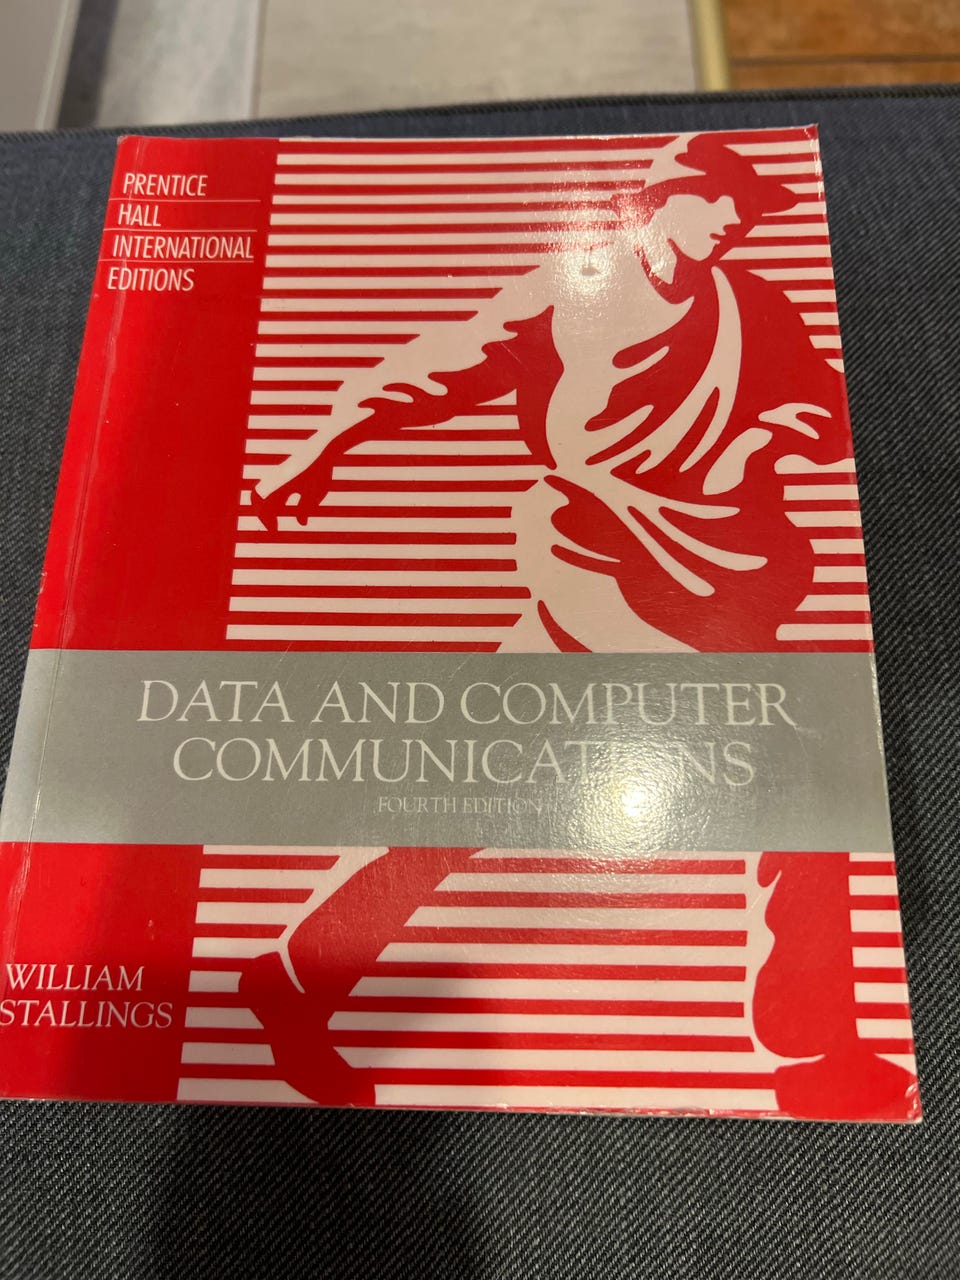 PRENTICE
HALL
INTERNATIONAL
EDITIONS
DATA AND COMPUTER
COMMUNICATIONS
FOURTH EDITION
WILLIAM
STALLINGS